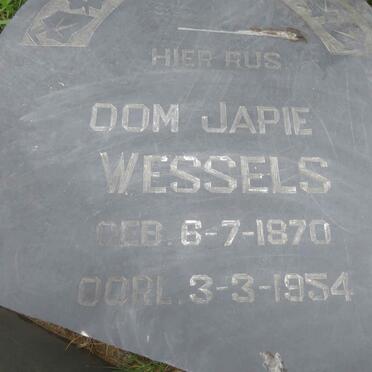 HIER RUS
OOM JAPIE
WESSELS
GEB. 6-7-1870
OORL. 3-3-1954